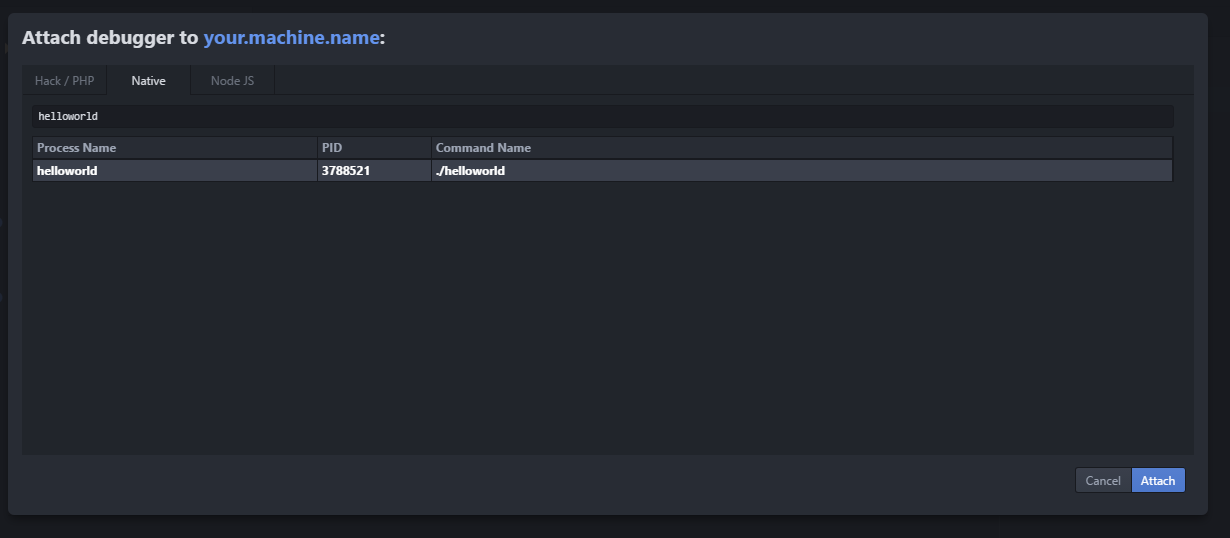 Attach debugger to your.machine.name:
Hack / PHP Native Node JS
helloworld
Process Name PID Command Name
helloworld 3788521 ./helloworld
Cancel Attach